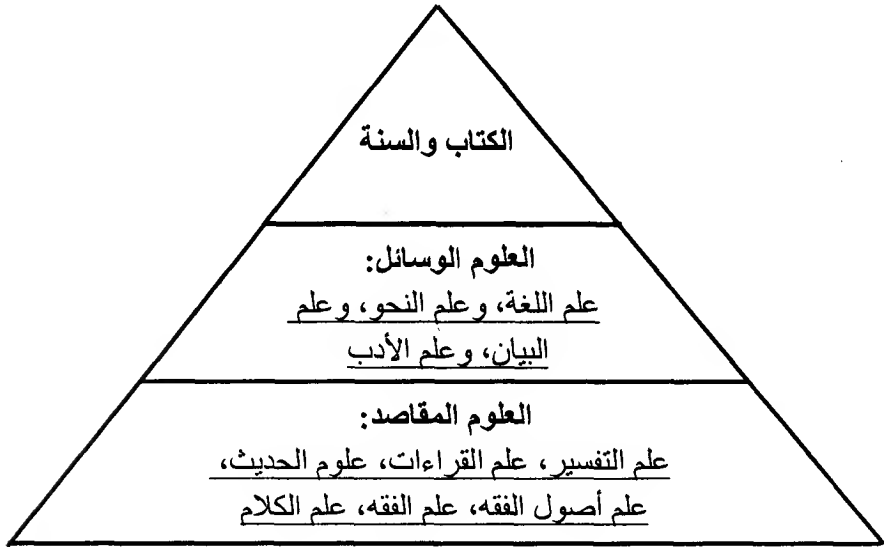 الكتاب والسنة
العلوم الوسائل:
علم اللغة، وعلم النحو، وعلم
البيان، وعلم الأدب
العلوم المقاصد:
علم التفسير، علم القراءات، علوم الحديث،
علم أصول الفقه، علم الفقه، علم الكلام